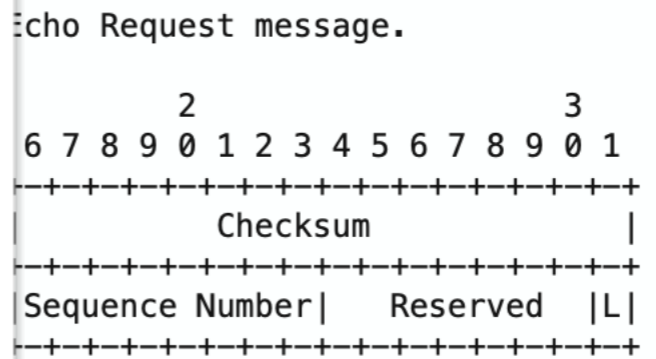 Echo Request message.
2 3
6 7 8 9 0 1 2 3 4 5 6 7 8 9 0 1
+-+-+-+-+-+-+-+-+-+-+-+-+-+-+-+-+
| Checksum |
+-+-+-+-+-+-+-+-+-+-+-+-+-+-+-+-+
|Sequence Number| Reserved |L|
+-+-+-+-+-+-+-+-+-+-+-+-+-+-+-+-+